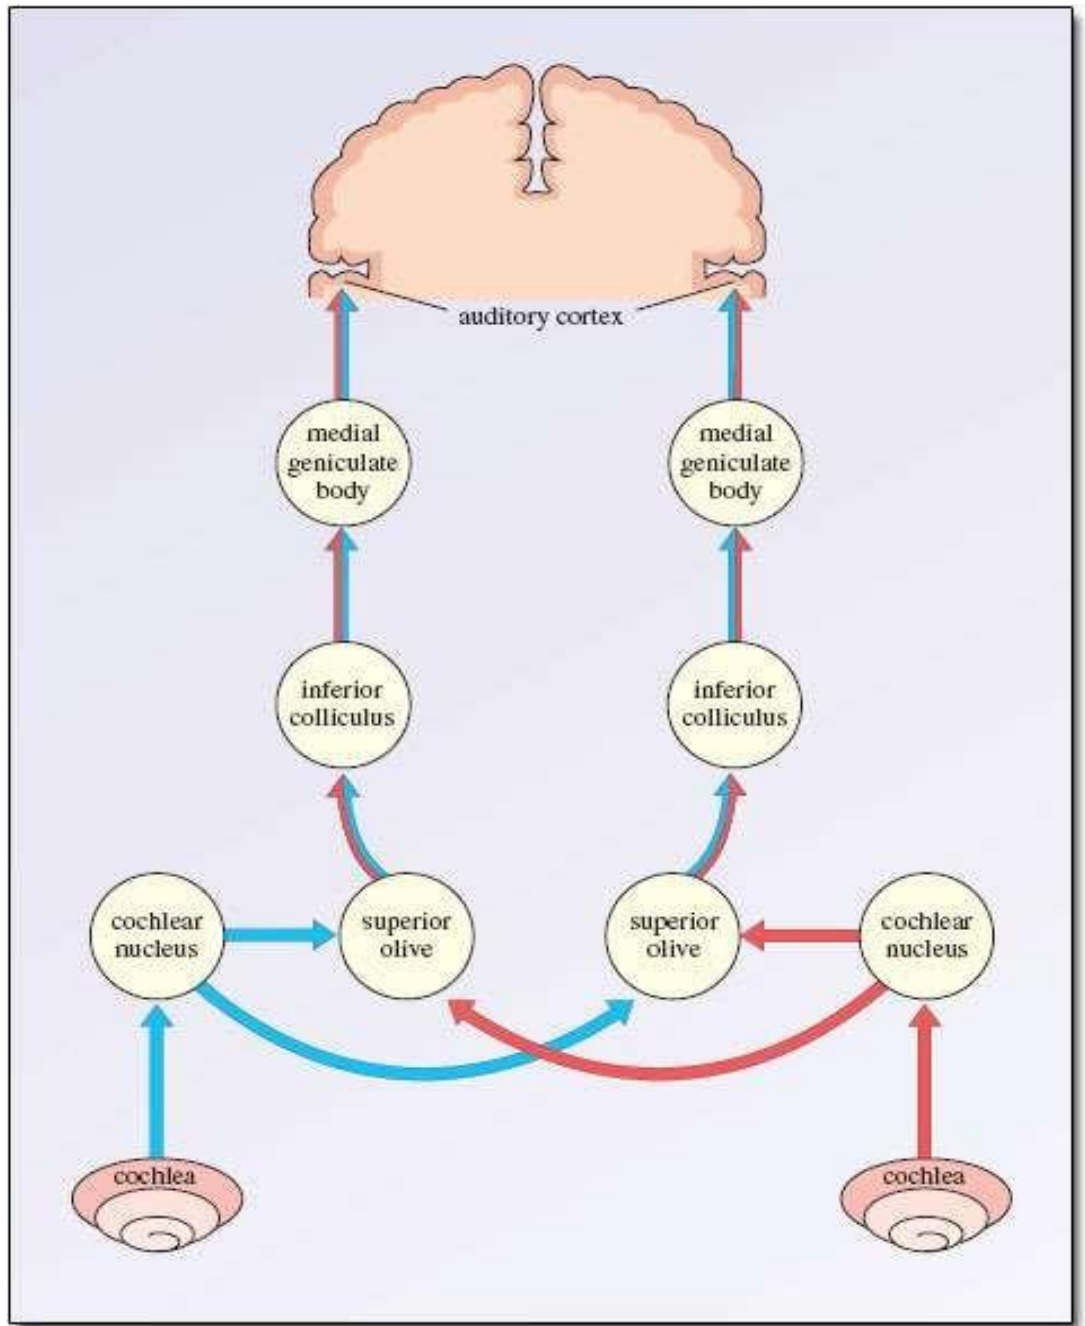 auditory cortex
medial
geniculate
body
medial
geniculate
body
inferior
colliculus
inferior
colliculus
cochlear
nucleus
superior
olive
superior
olive
cochlear
nucleus
cochlea
cochlea